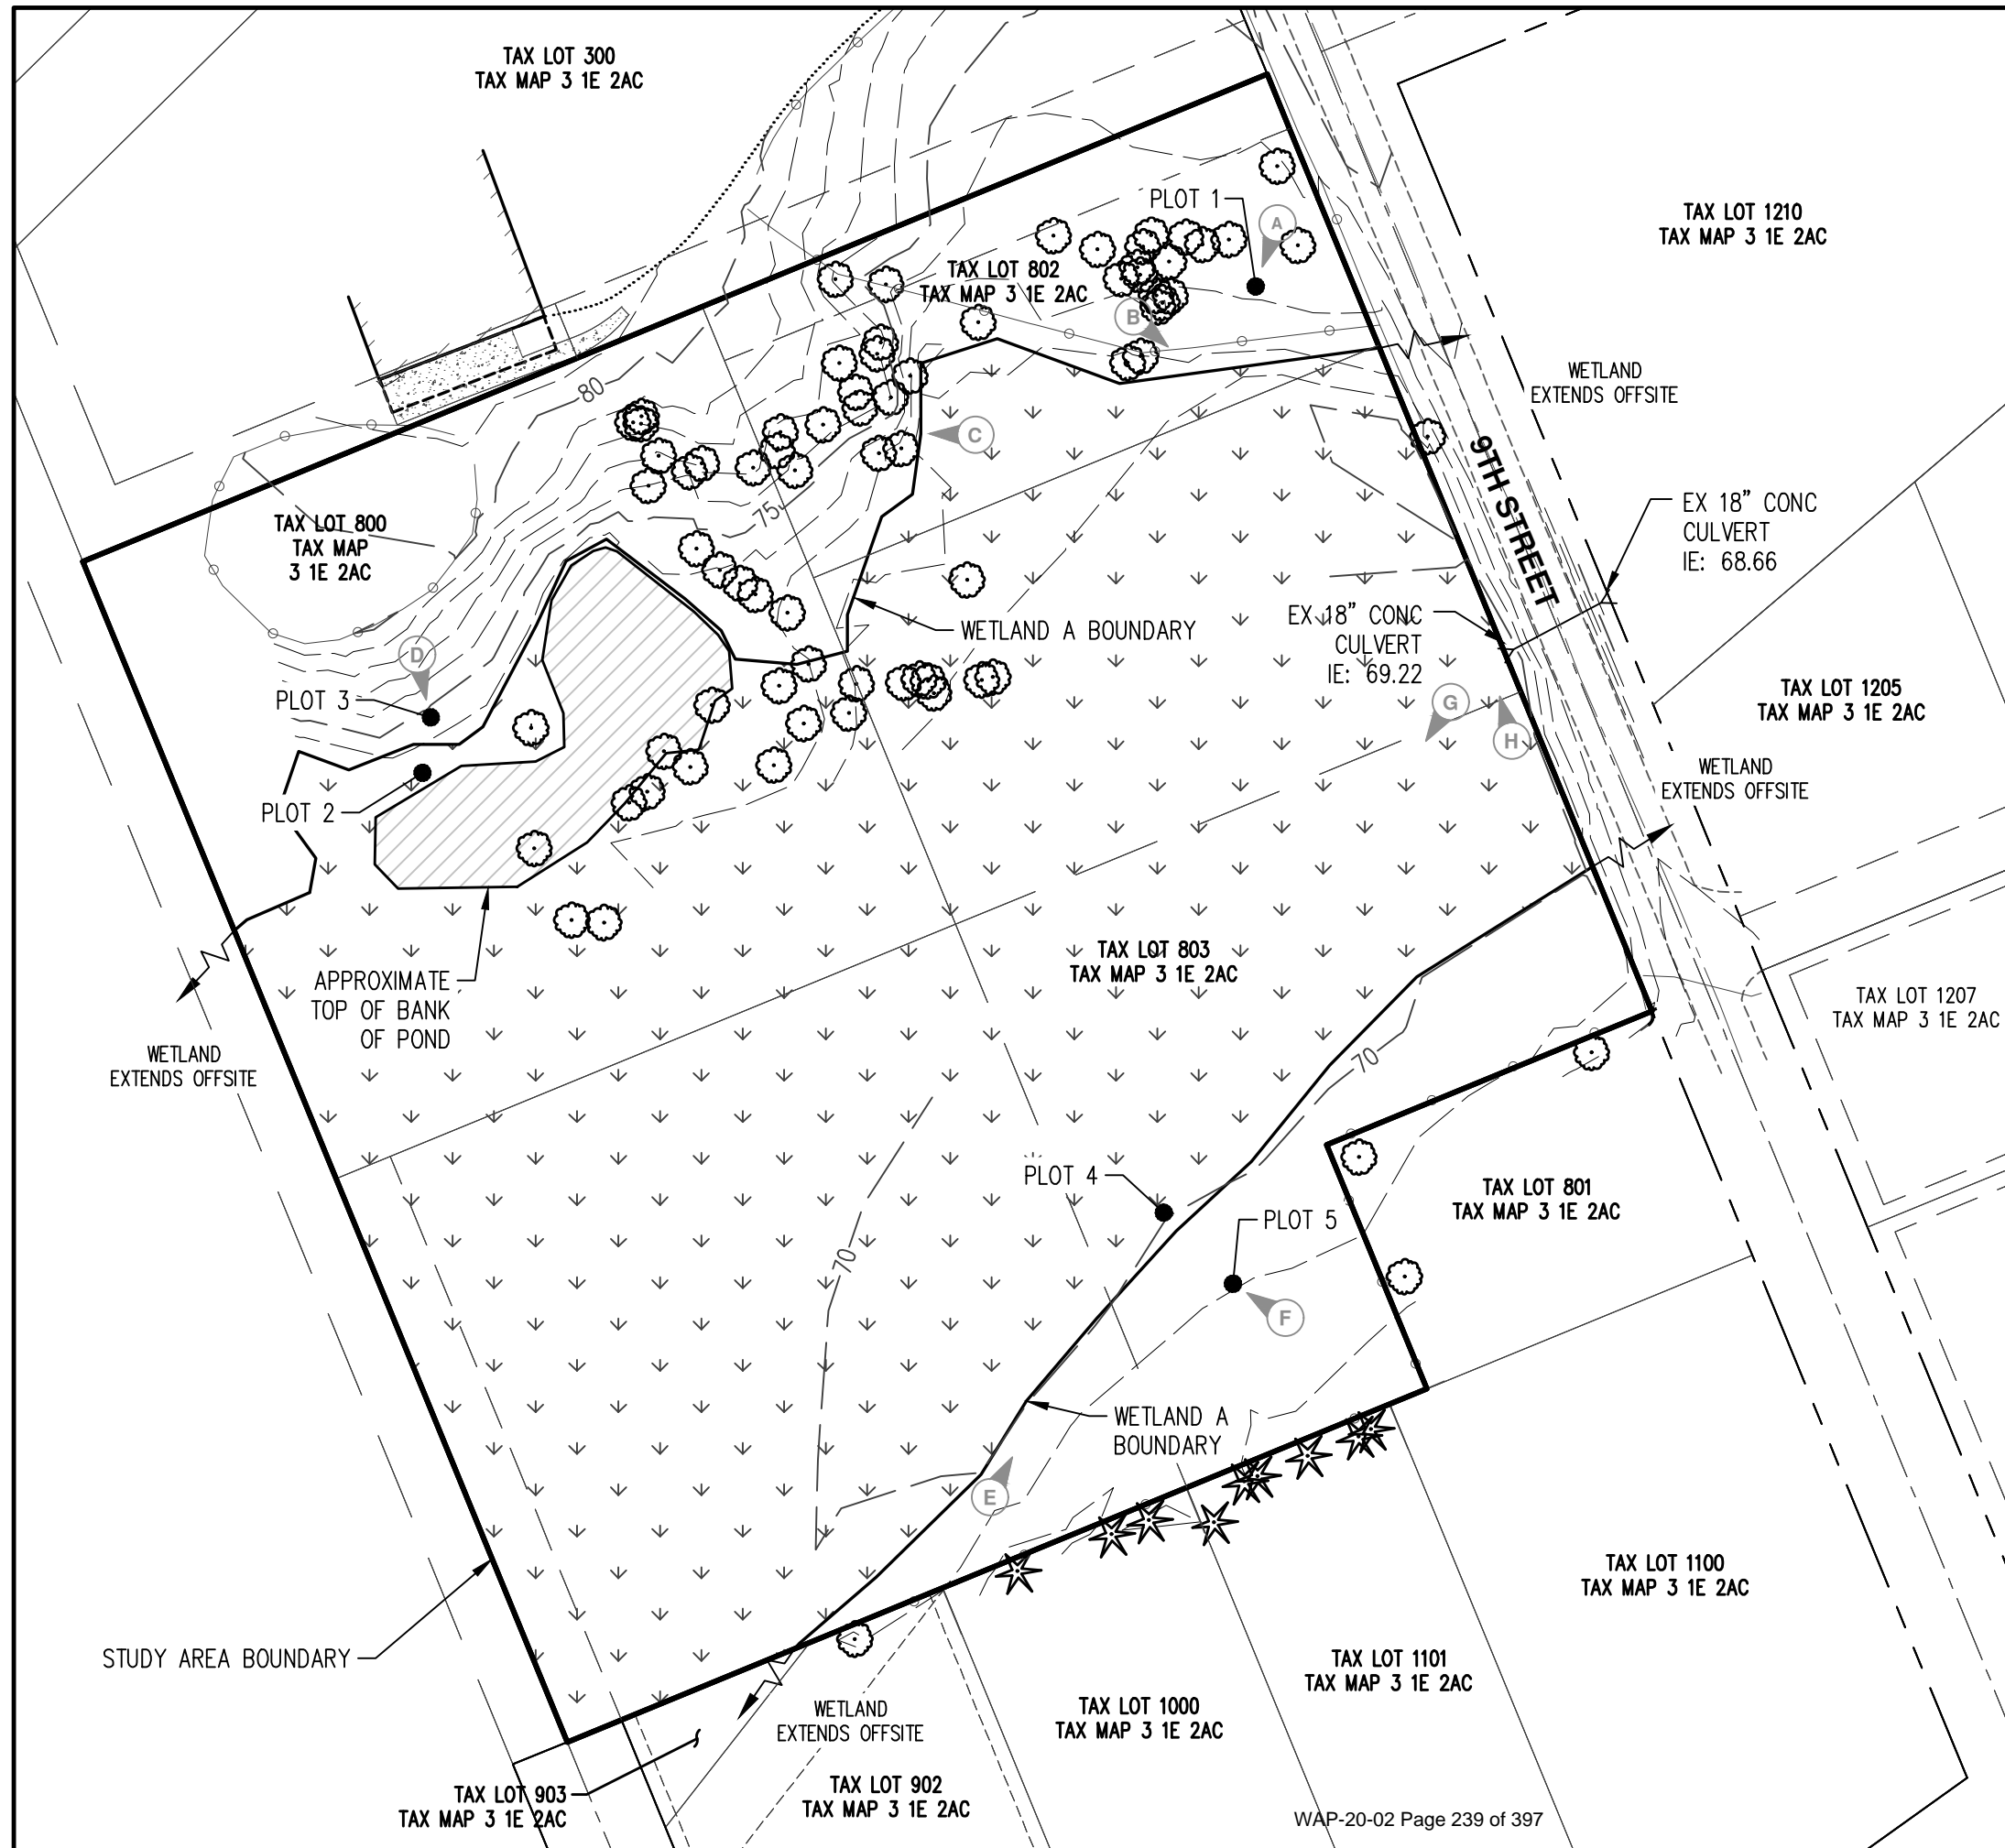 TAX LOT 300
TAX MAP 3 1E 2AC
PLOT 1
A
TAX LOT 1210
TAX MAP 3 1E 2AC
TAX LOT 802
TAX MAP 3 1E 2AC
B
80
WETLAND
EXTENDS OFFSITE
C
9TH STREET
75
EX 18" CONC
CULVERT
IE: 68.66
TAX LOT 800
TAX MAP
3 1E 2AC
EX 18" CONC
CULVERT
IE: 69.22
WETLAND A BOUNDARY
D
PLOT 3
G
H
TAX LOT 1205
TAX MAP 3 1E 2AC
WETLAND
EXTENDS OFFSITE
PLOT 2
TAX LOT 803
TAX MAP 3 1E 2AC
APPROXIMATE
TOP OF BANK
OF POND
TAX LOT 1207
TAX MAP 3 1E 2AC
WETLAND
EXTENDS OFFSITE
70
PLOT 4
TAX LOT 801
TAX MAP 3 1E 2AC
PLOT 5
70
F
WETLAND A
BOUNDARY
E
TAX LOT 1100
TAX MAP 3 1E 2AC
STUDY AREA BOUNDARY
TAX LOT 1101
TAX MAP 3 1E 2AC
WETLAND
EXTENDS OFFSITE
TAX LOT 1000
TAX MAP 3 1E 2AC
TAX LOT 903
TAX MAP 3 1E 2AC
TAX LOT 902
TAX MAP 3 1E 2AC
WAP-20-02 Page 239 of 397